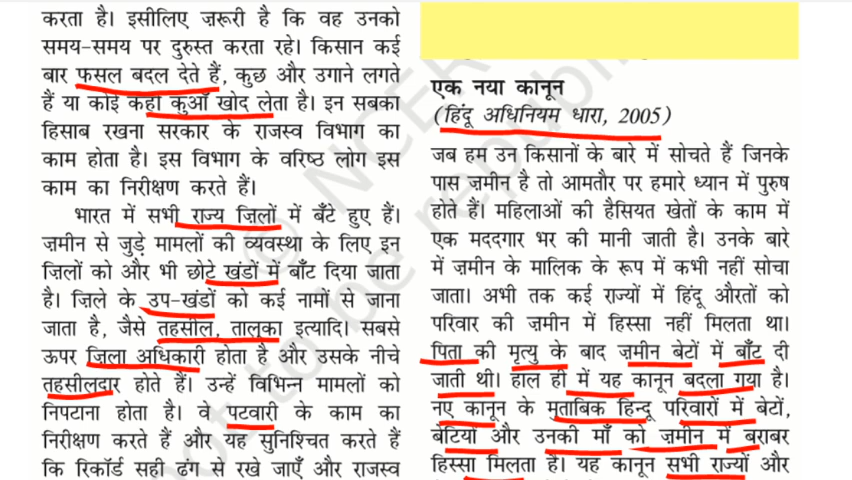 करता है। इसीलिए ज़रूरी है कि वह उनको
समय-समय पर दुरुस्त करता रहे। किसान कई
बार फसल बदल देते हैं, कुछ और उगाने लगते
हैं या कोई कहीं कुआँ खोद लेता है। इन सबका
हिसाब रखना सरकार के राजस्व विभाग का
काम होता है। इस विभाग के वरिष्ठ लोग इस
काम का निरीक्षण करते हैं।
भारत में सभी राज्य ज़िलों में बँटे हुए हैं।
ज़मीन से जुड़े मामलों की व्यवस्था के लिए इन
ज़िलों को और भी छोटे खंडों में बाँट दिया जाता
है। ज़िले के उप-खंडों को कई नामों से जाना
जाता है, जैसे तहसील, तालुका इत्यादि। सबसे
ऊपर ज़िला अधिकारी होता है और उसके नीचे
तहसीलदार होते हैं। उन्हें विभिन्न मामलों को
निपटाना होता है। वे पटवारी के काम का
निरीक्षण करते हैं और यह सुनिश्चित करते हैं
कि रिकॉर्ड सही ढंग से रखे जाएँ और राजस्व
एक नया कानून
(हिंदू अधिनियम धारा, 2005)
जब हम उन किसानों के बारे में सोचते हैं जिनके
पास ज़मीन है तो आमतौर पर हमारे ध्यान में पुरुष
होते हैं। महिलाओं की हैसियत खेतों के काम में
एक मददगार भर की मानी जाती है। उनके बारे
में ज़मीन के मालिक के रूप में कभी नहीं सोचा
जाता। अभी तक कई राज्यों में हिंदू औरतों को
परिवार की ज़मीन में हिस्सा नहीं मिलता था।
पिता की मृत्यु के बाद ज़मीन बेटों में बाँट दी
जाती थी। हाल ही में यह कानून बदला गया है।
नए कानून के मुताबिक हिन्दू परिवारों में बेटों,
बेटियों और उनकी माँ को ज़मीन में बराबर
हिस्सा मिलता है। यह कानून सभी राज्यों और
© NCER
not to be republi